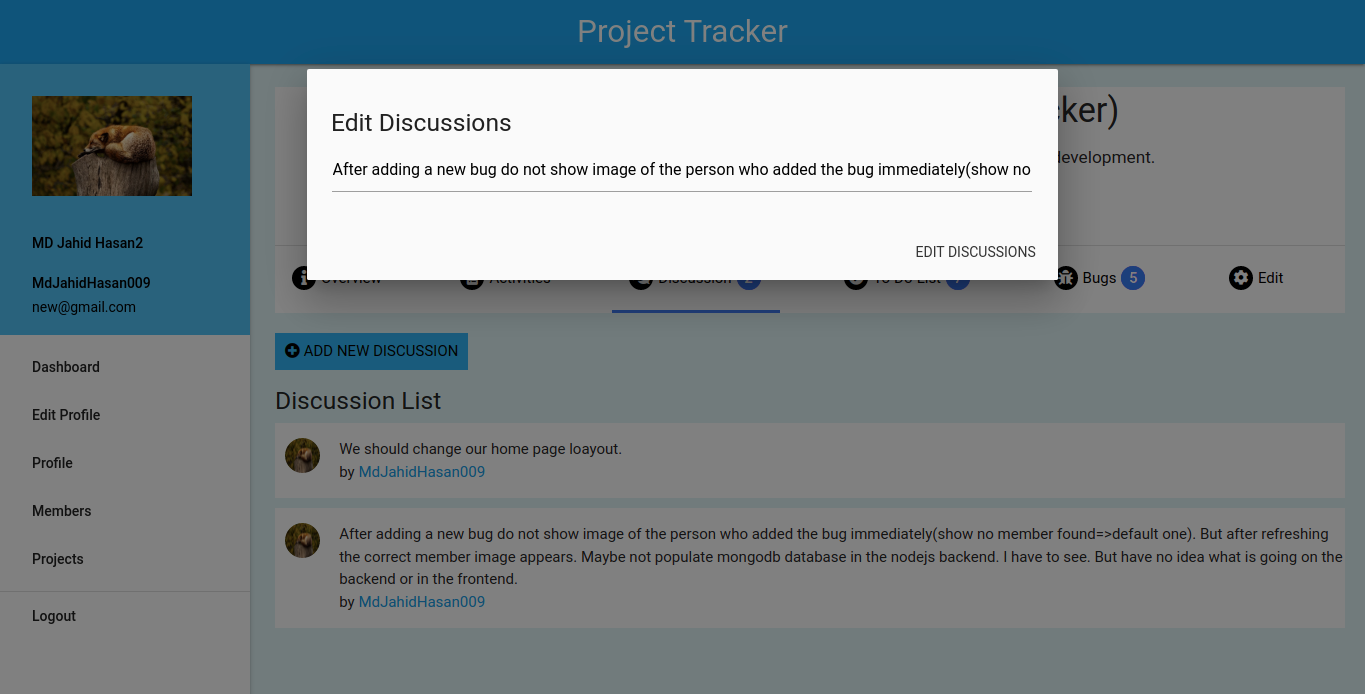 Project Tracker
MD Jahid Hasan2
MdJahidHasan009
new@gmail.com
Dashboard
Edit Profile
Profile
Members
Projects
Logout
cker)
development.
Edit Discussions
After adding a new bug do not show image of the person who added the bug immediately(show no
EDIT DISCUSSIONS
Overview
Activities
Discussion 2
To Do List
Bugs 5
Edit
ADD NEW DISCUSSION
Discussion List
We should change our home page loayout.
by MdJahidHasan009
After adding a new bug do not show image of the person who added the bug immediately(show no member found=>default one). But after refreshing
the correct member image appears. Maybe not populate mongodb database in the nodejs backend. I have to see. But have no idea what is going on the
backend or in the frontend.
by MdJahidHasan009